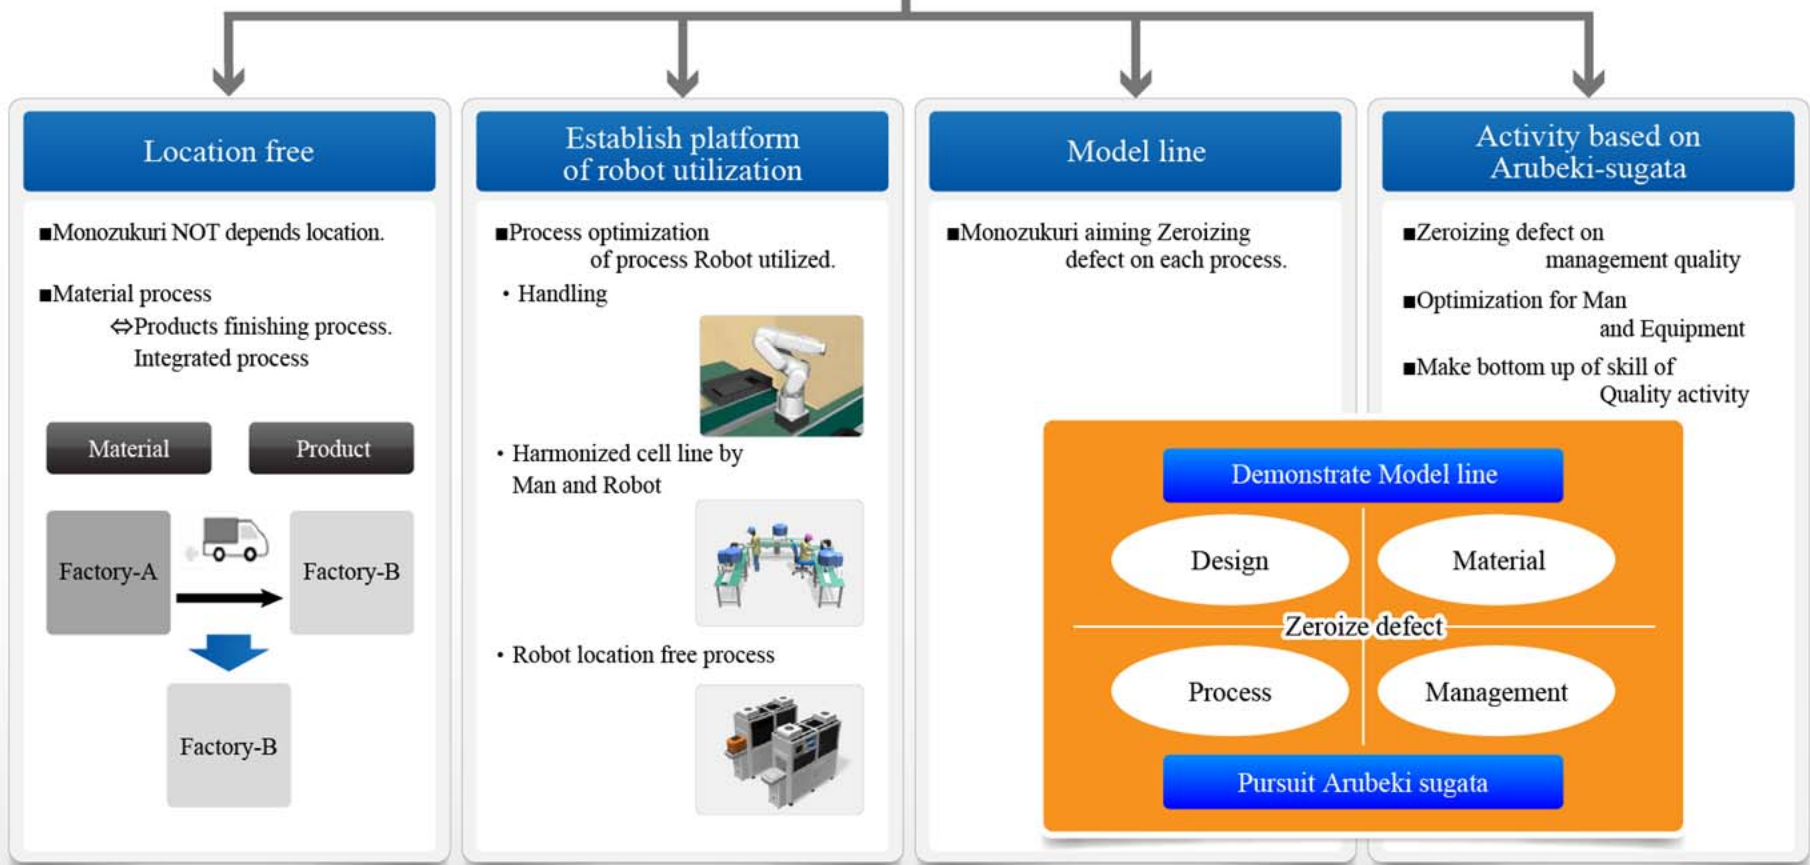 Location free
■Monozukuri NOT depends location.
■Material process
⇔Products finishing process.
Integrated process
Material
Product
Factory-A
Factory-B
Factory-B
Establish platform
of robot utilization
■Process optimization
of process Robot utilized.
・Handling
・Harmonized cell line by
Man and Robot
・Robot location free process
Model line
■Monozukuri aiming Zeroizing
defect on each process.
Activity based on
Arubeki-sugata
■Zeroizing defect on
management quality
■Optimization for Man
and Equipment
■Make bottom up of skill of
Quality activity
Demonstrate Model line
Design
Material
Zeroize defect
Process
Management
Pursuit Arubeki sugata